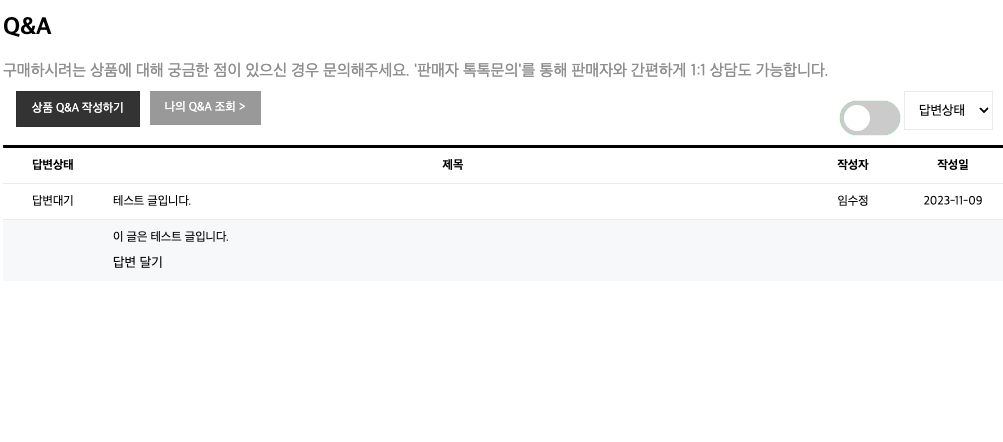 Q&A
구매하시려는 상품에 대해 궁금한 점이 있으신 경우 문의해주세요. '판매자 톡톡문의'를 통해 판매자와 간편하게 1:1 상담도 가능합니다.
상품 Q&A 작성하기 나의 Q&A 조회 > 답변상태
답변상태 제목 작성자 작성일
답변대기 테스트 글입니다. 임수정 2023-11-09
이 글은 테스트 글입니다.
답변 달기